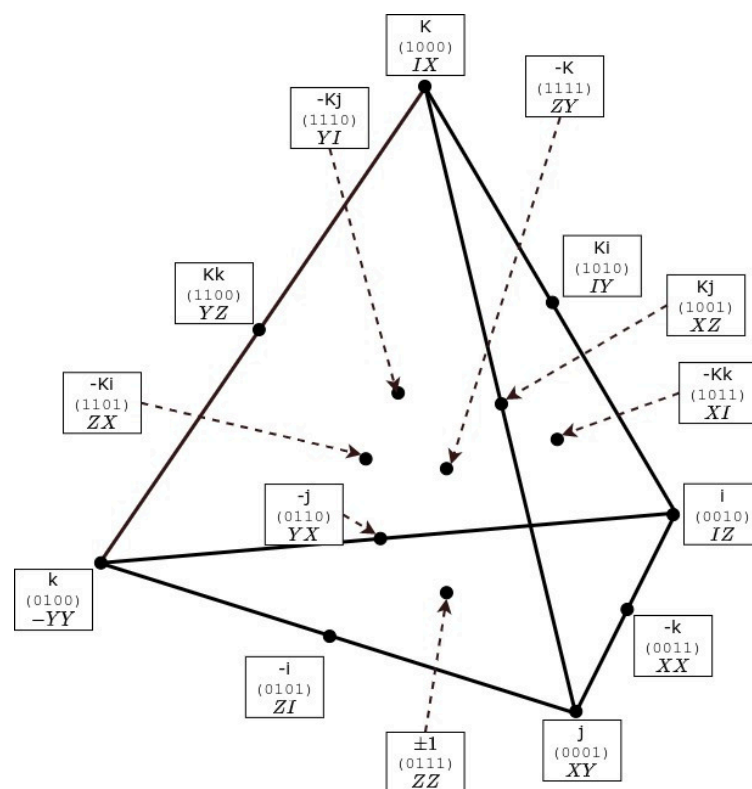 K
(1000)
IX
-K
(1111)
ZY
-Kj
(1110)
YI
Kk
(1100)
YZ
Ki
(1010)
IY
Kj
(1001)
XZ
-Ki
(1101)
ZX
-Kk
(1011)
XI
-j
(0110)
YX
i
(0010)
IZ
k
(0100)
−YY
-i
(0101)
ZI
-k
(0011)
XX
±1
(0111)
ZZ
j
(0001)
XY